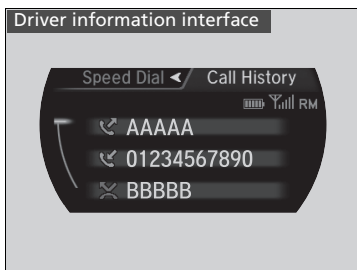 Driver information interface
Speed Dial Call History
RM
AAAAA
01234567890
BBBBB